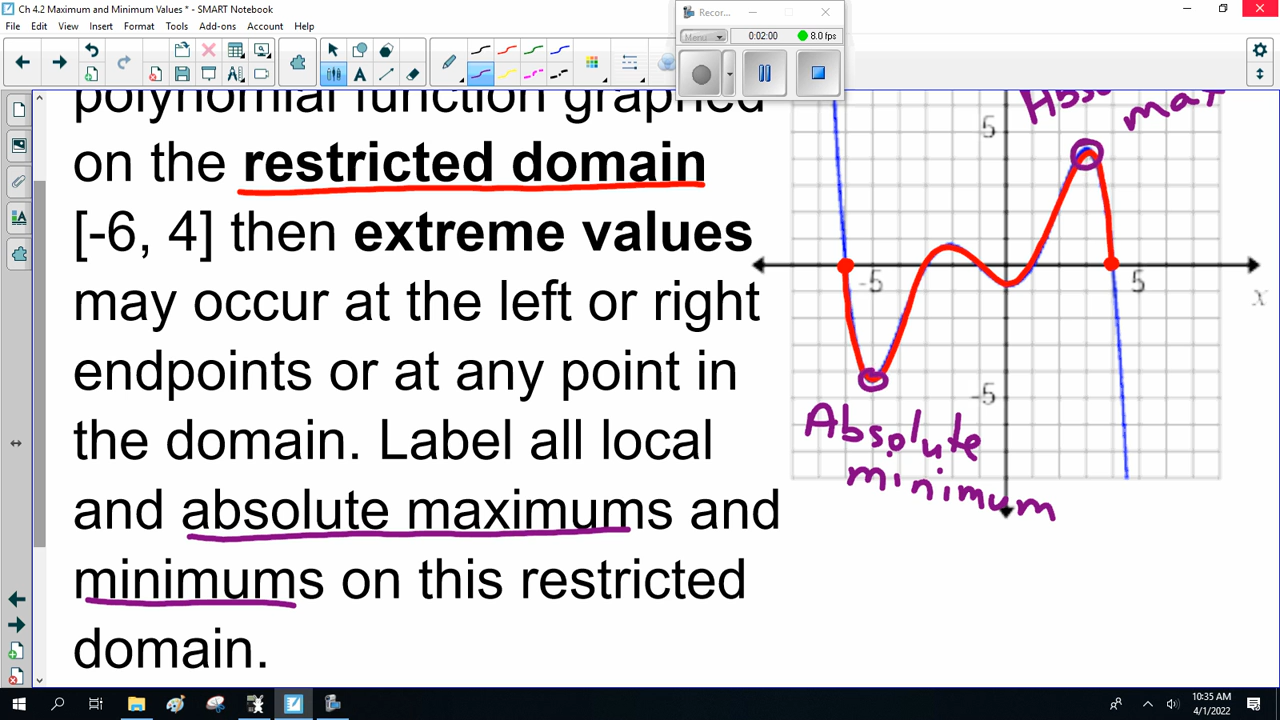 Ch 4.2 Maximum and Minimum Values * - SMART Notebook
File Edit View Insert Format Tools Add-ons Account Help
Recor...
Menu 0:02:00 8.0 fps
polynomial function graphed
on the restricted domain
[-6, 4] then extreme values
may occur at the left or right
endpoints or at any point in
the domain. Label all local
and absolute maximums and
minimums on this restricted
domain.
max
5
-5
5
x
-5
Absolute
minimum
10:35 AM
4/1/2022